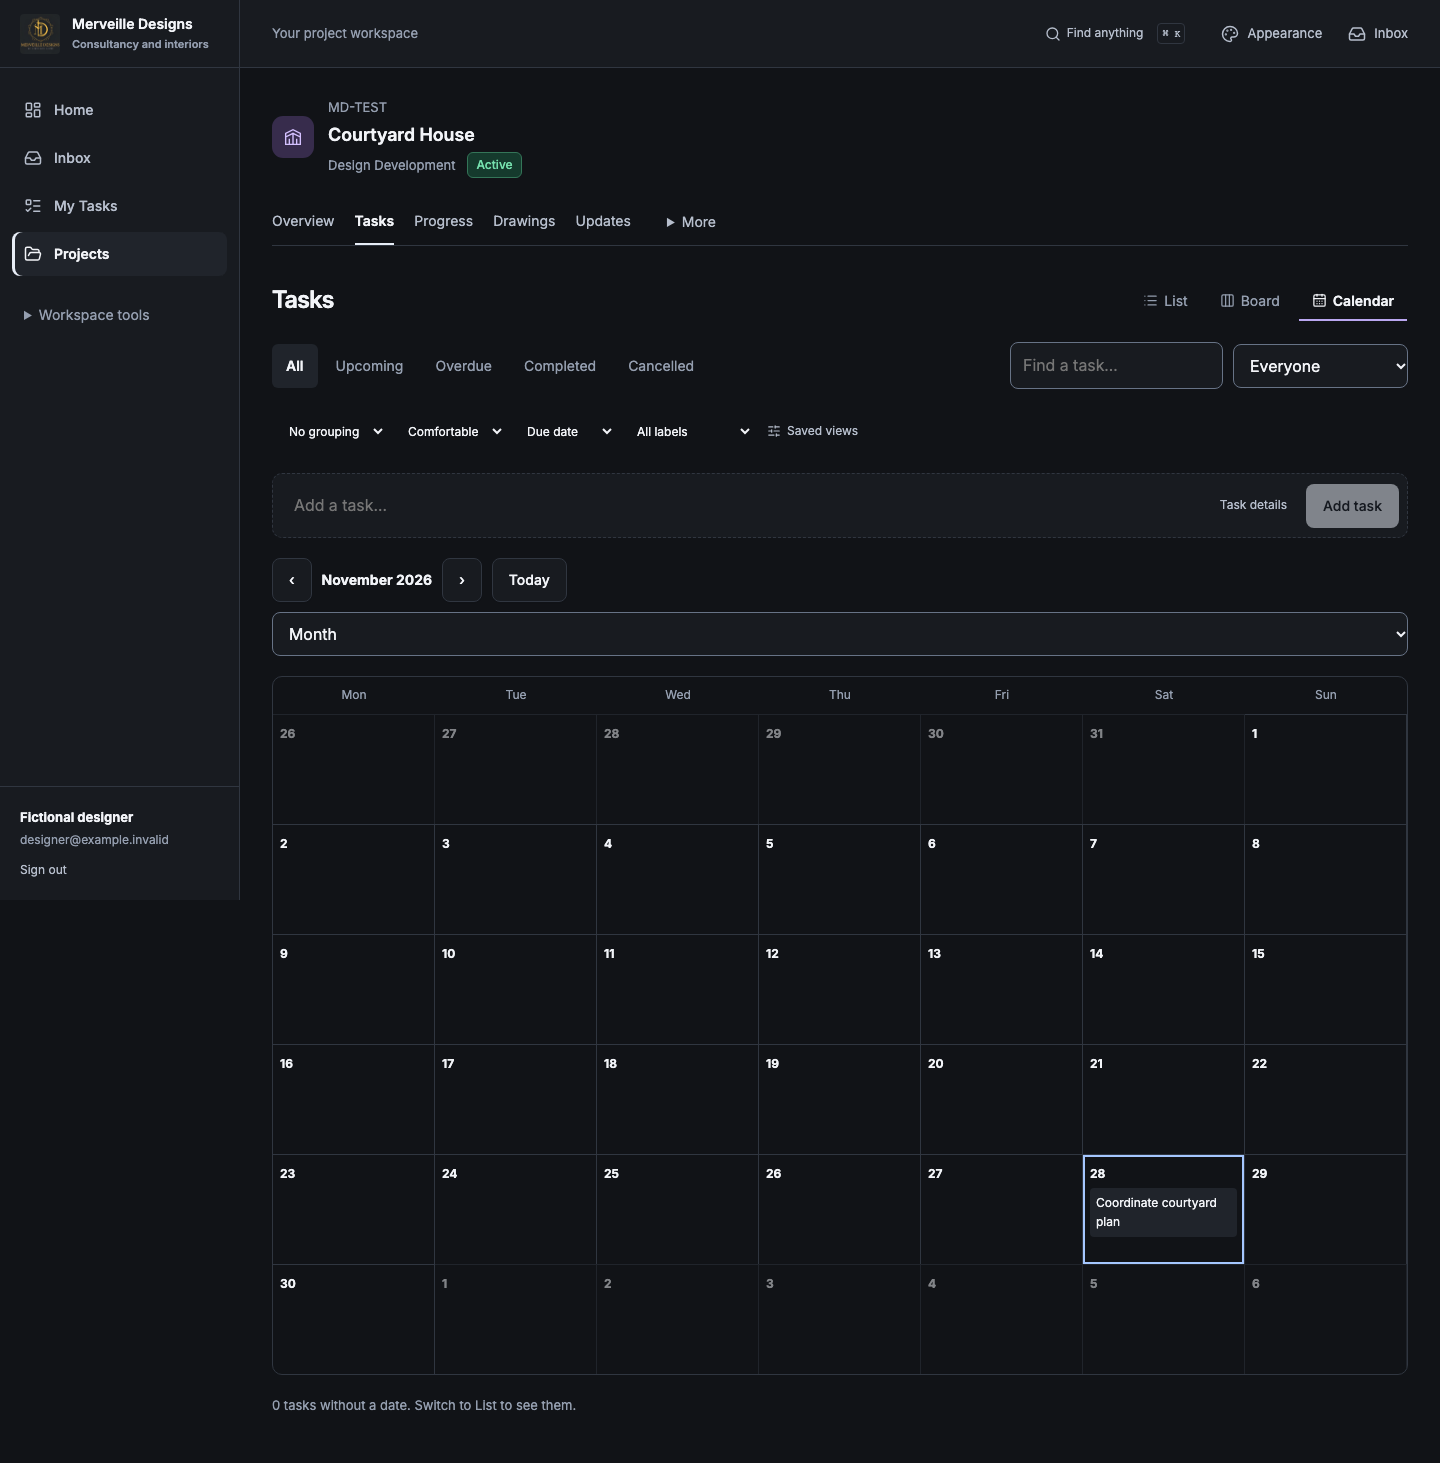 Merveille Designs
Consultancy and interiors
Your project workspace
Find anything ⌘ K
Appearance
Inbox
Home
Inbox
My Tasks
Projects
Workspace tools
MD-TEST
Courtyard House
Design Development Active
Overview Tasks Progress Drawings Updates More
Tasks
List Board Calendar
All Upcoming Overdue Completed Cancelled
Find a task...
Everyone
No grouping Comfortable Due date All labels Saved views
Add a task...
Task details
Add task
‹ November 2026 › Today
Month
Mon Tue Wed Thu Fri Sat Sun
26 27 28 29 30 31 1
2 3 4 5 6 7 8
9 10 11 12 13 14 15
16 17 18 19 20 21 22
23 24 25 26 27 28 29
Coordinate courtyard
plan
30 1 2 3 4 5 6
0 tasks without a date. Switch to List to see them.
Fictional designer
designer@example.invalid
Sign out